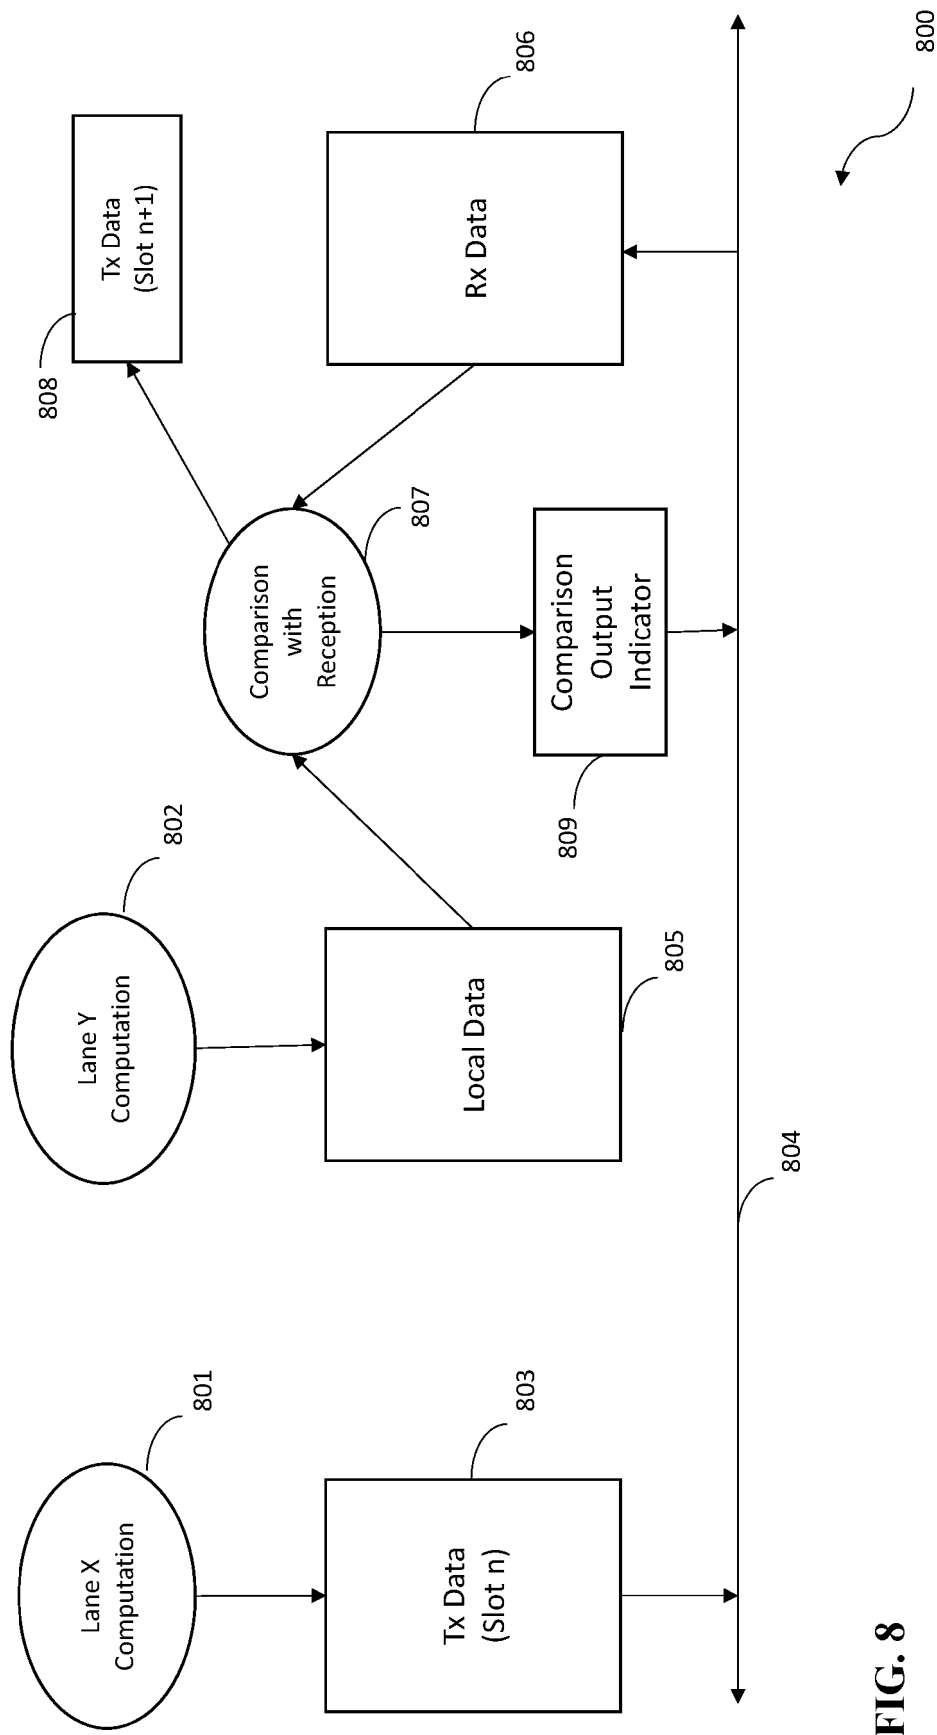 Lane X
Computation
801
Tx Data
(Slot n)
803
Lane Y
Computation
802
Local Data
805
804
Comparison
with
Reception
807
Comparison
Output
Indicator
809
Tx Data
(Slot n+1)
808
Rx Data
806
800
FIG. 8